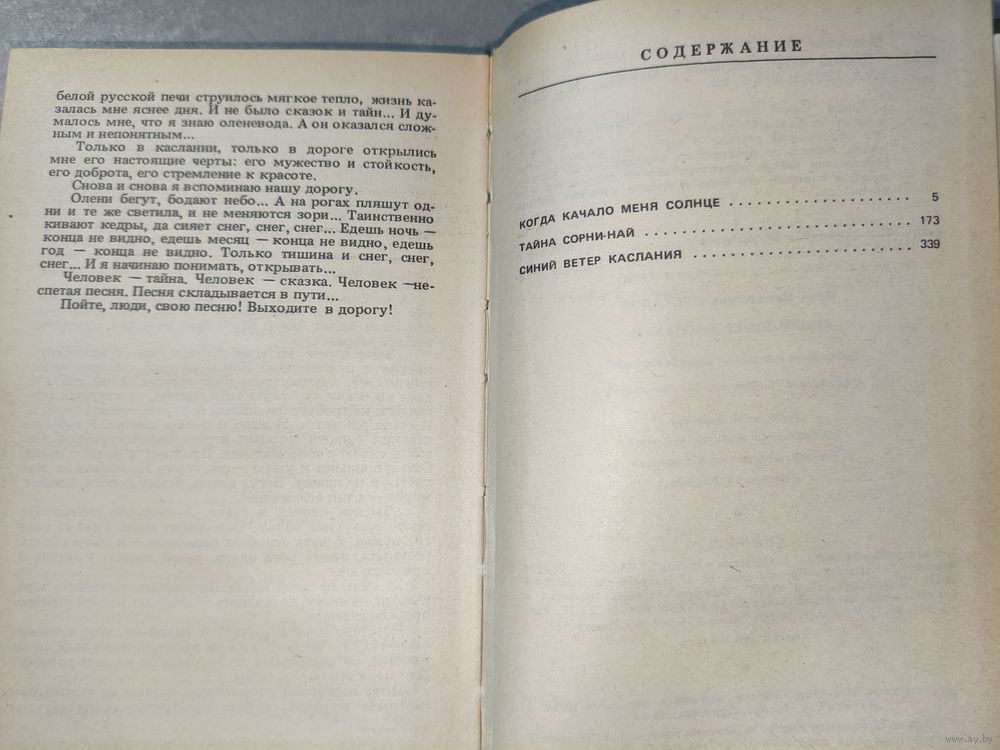 белой русской печи струилось мягкое тепло, жизнь ка-
залась мне яснее дня. И не было сказок и тайн... И ду-
малось мне, что я знаю оленевода. А он оказался слож-
ным и непонятным...
Только в каслании, только в дороге открылись
мне его настоящие черты: его мужество и стойкость,
его доброта, его стремление к красоте.
Снова и снова я вспоминаю нашу дорогу.
Олени бегут, бодают небо... А на рогах пляшут од-
ни и те же светила, и не меняются зори... Таинственно
кивают кедры, да сияет снег, снег, снег... Едешь ночь —
конца не видно, едешь месяц — конца не видно, едешь
год — конца не видно. Только тишина и снег, снег,
снег... И я начинаю понимать, открывать...
Человек — тайна. Человек — сказка. Человек —не-
спетая песня. Песня складывается в пути...
Пойте, люди, свою песню! Выходите в дорогу!
СОДЕРЖАНИЕ
КОГДА КАЧАЛО МЕНЯ СОЛНЦЕ . . . . . . . . . . . . . . . . . 5
ТАЙНА СОРНИ-НАЙ . . . . . . . . . . . . . . . . . . . . . . . . 173
СИНИЙ ВЕТЕР КАСЛАНИЯ . . . . . . . . . . . . . . . . . . . . 339
www.ay.by